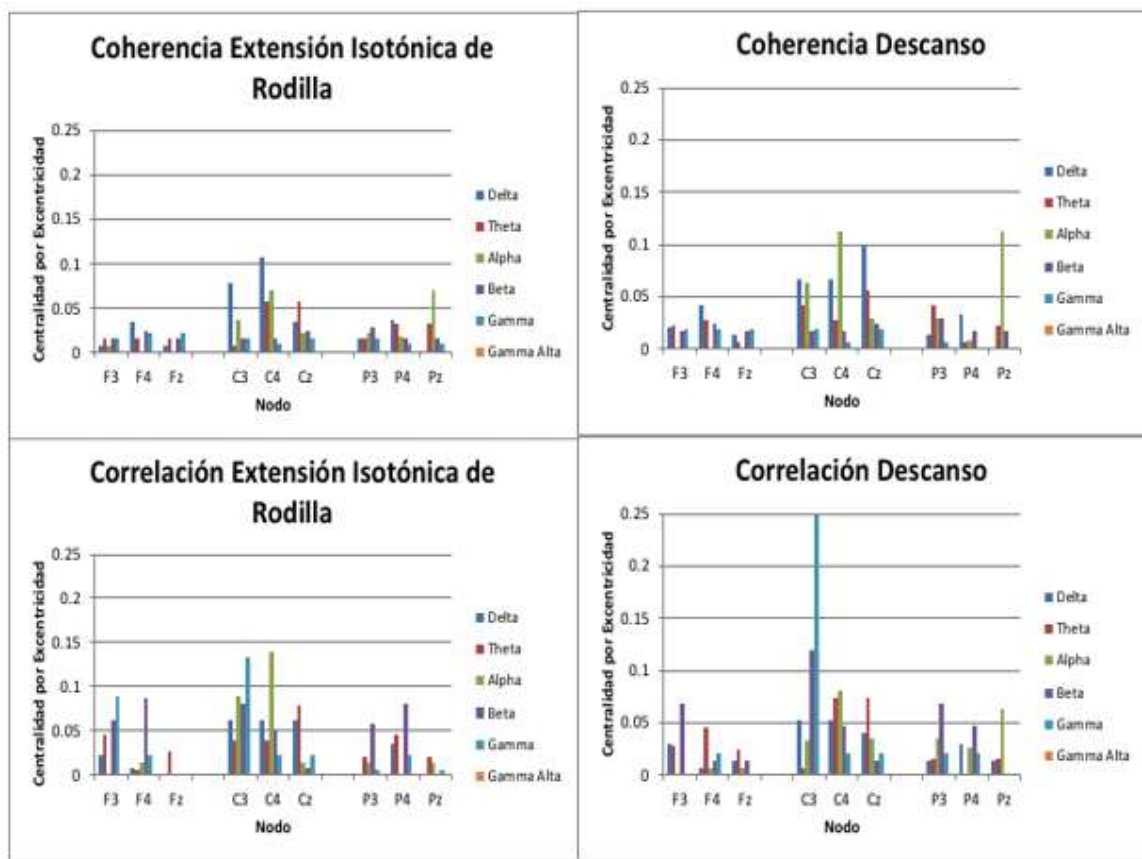 Coherencia Extensión Isotónica de
Rodilla
Centralidad por Excentricidad
0.25
0.2
0.15
0.1
0.05
0
F3 F4 Fz C3 C4 Cz P3 P4 Pz
Nodo
Delta
Theta
Alpha
Beta
Gamma
Gamma Alta
Coherencia Descanso
Centralidad por Excentricidad
0.25
0.2
0.15
0.1
0.05
0
F3 F4 Fz C3 C4 Cz P3 P4 Pz
Nodo
Delta
Theta
Alpha
Beta
Gamma
Gamma Alta
Correlación Extensión Isotónica de
Rodilla
Centralidad por Excentricidad
0.25
0.2
0.15
0.1
0.05
0
F3 F4 Fz C3 C4 Cz P3 P4 Pz
Nodo
Delta
Theta
Alpha
Beta
Gamma
Gamma Alta
Correlación Descanso
Centralidad por Excentricidad
0.25
0.2
0.15
0.1
0.05
0
F3 F4 Fz C3 C4 Cz P3 P4 Pz
Nodo
Delta
Theta
Alpha
Beta
Gamma
Gamma Alta